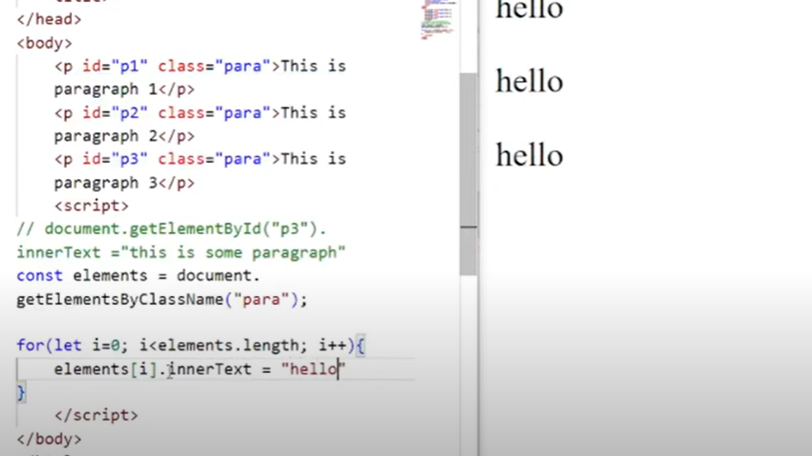 </head>
<body>
<p id="p1" class="para">This is
paragraph 1</p>
<p id="p2" class="para">This is
paragraph 2</p>
<p id="p3" class="para">This is
paragraph 3</p>
<script>
// document.getElementById("p3").
innerText ="this is some paragraph"
const elements = document.
getElementsByClassName("para");
for(let i=0; i<elements.length; i++){
elements[i].innerText = "hello"
}
</script>
</body>
hello
hello
hello